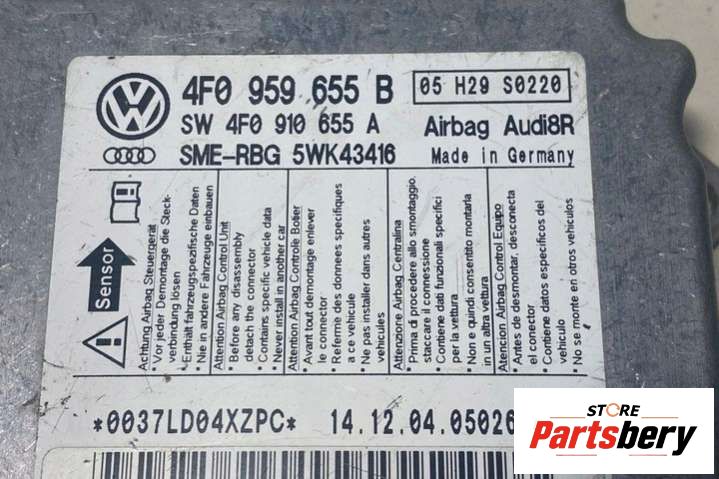 4F0 959 655 B
05 H29 S0220
SW 4F0 910 655 A
Airbag Audi8R
SME-RBG 5WK43416
Made in Germany
Sensor
Achtung Airbag Steuergerät
• Vor jeder Demontage die Steck-
verbindung lösen
• Enthält fahrzeugspezifische Daten
• Nie in andere Fahrzeuge einbauen
Attention Airbag Control Unit
• Before any disassembly
detach the connector
• Contains specific vehicle data
• Never install in another car
Attention Airbag Controle Boîtier
• Avant tout démontage enlever
le connector
• Referme des donnees specifiques
a ce vehicule
• Ne pas installer dans autres
vehicules
Attenzione Airbag Centralina
• Prima di procedere allo smontaggio,
staccare il connessione
• Contiene dati funzionali specifici
per la vettura
• Non e quindi consentito montarla
in un altra vettura
Atencion Airbag Control Equipo
• Antes de desmontar, desconecta
el conector
• Contiene datos especificos del
vehiculo
• No se monte en otros vehiculos
*0037LD04XZPC*
14.12.04.05026
STORE
Partsbery